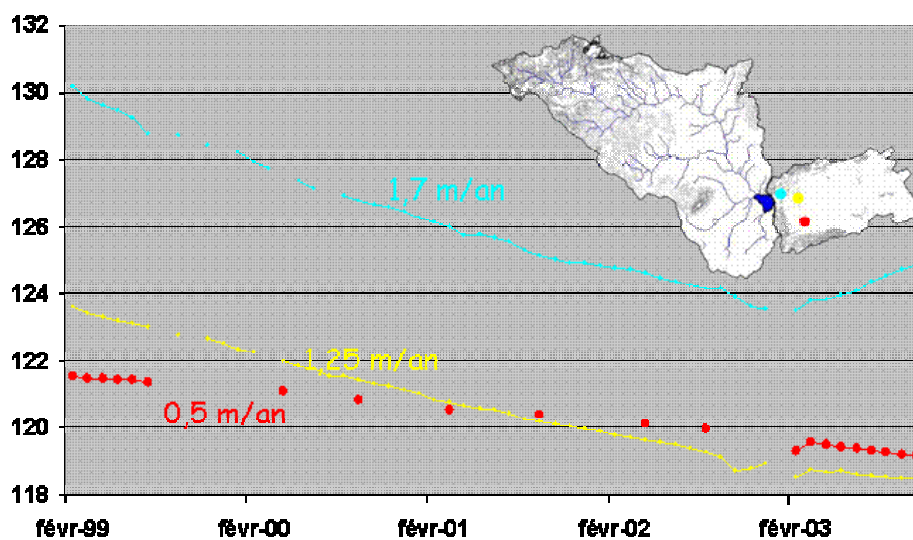 132
130
128
126
124
122
120
118
1,7 m/an
1,25 m/an
0,5 m/an
févr-99
févr-00
févr-01
févr-02
févr-03